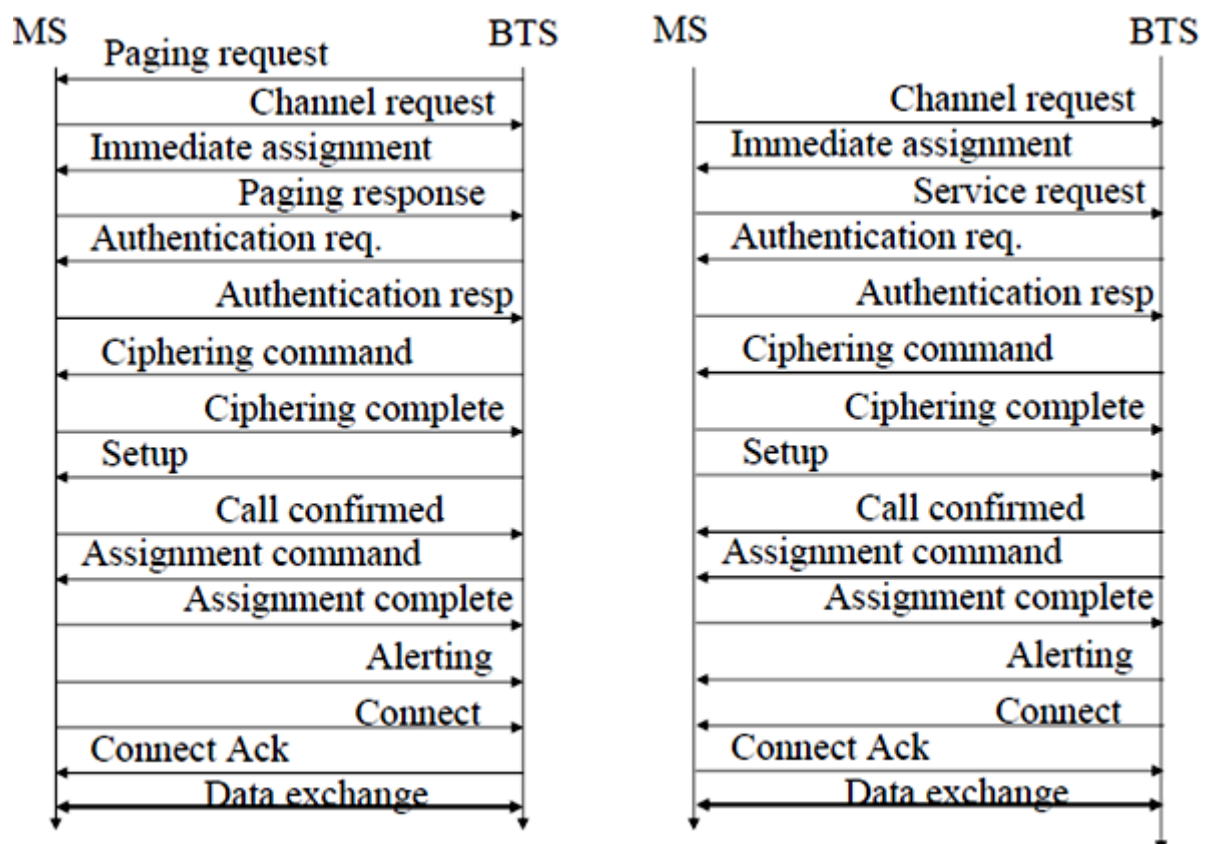 MS
BTS
Paging request
Channel request
Immediate assignment
Paging response
Authentication req.
Authentication resp
Ciphering command
Ciphering complete
Setup
Call confirmed
Assignment command
Assignment complete
Alerting
Connect
Connect Ack
Data exchange
MS
BTS
Channel request
Immediate assignment
Service request
Authentication req.
Authentication resp
Ciphering command
Ciphering complete
Setup
Call confirmed
Assignment command
Assignment complete
Alerting
Connect
Connect Ack
Data exchange